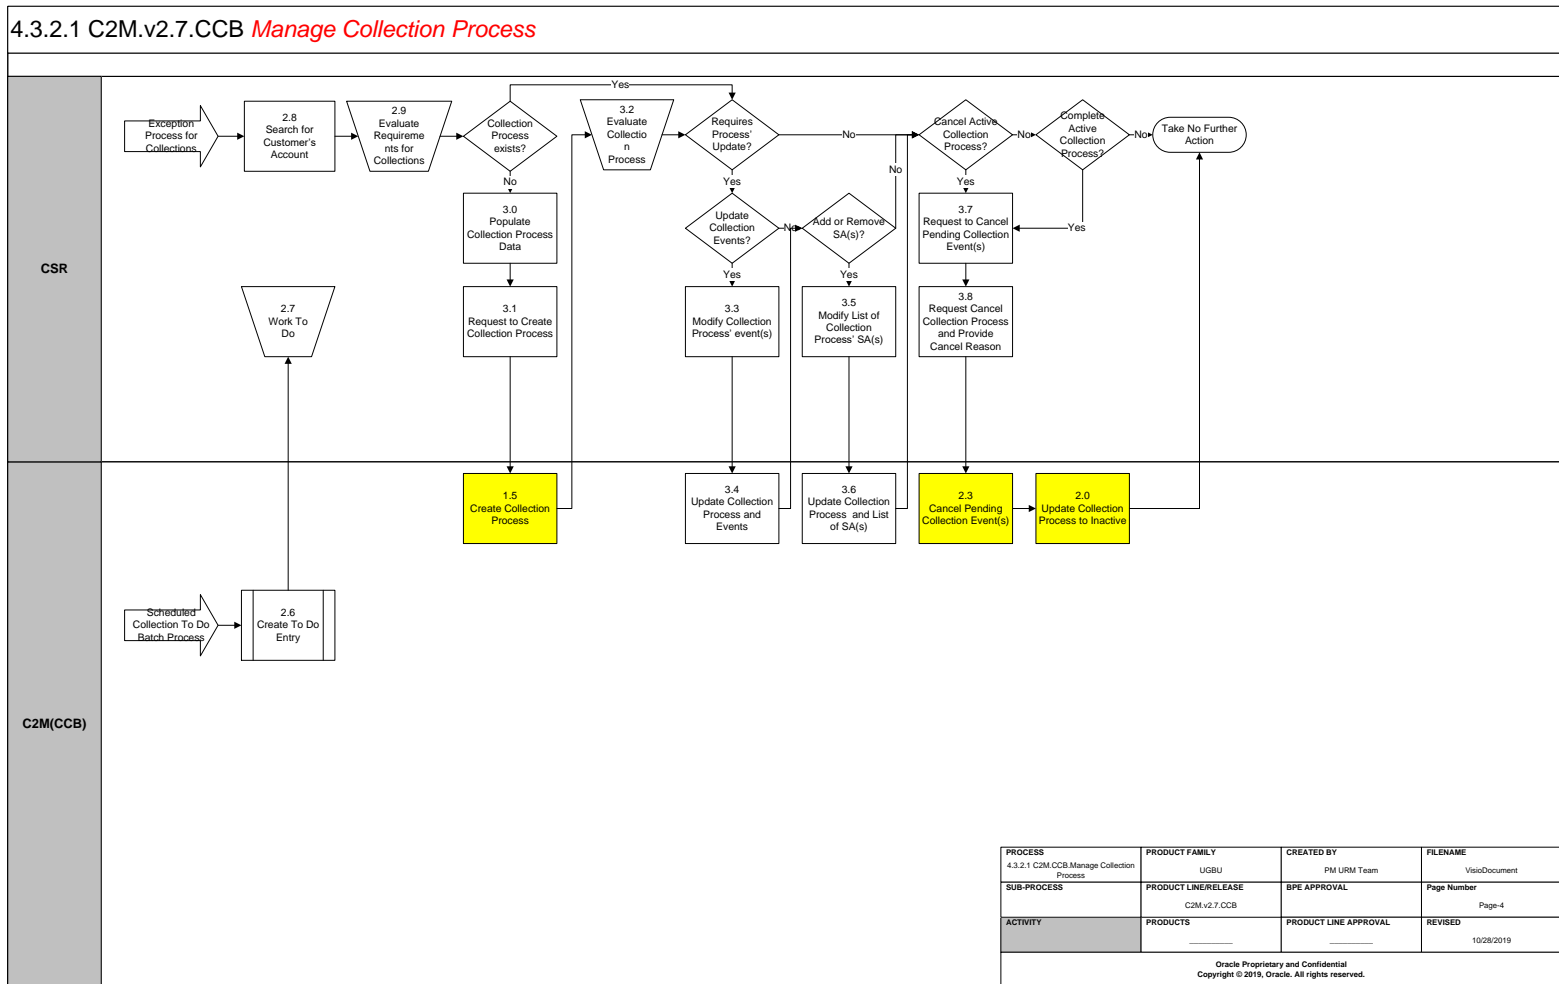 4.3.2.1 C2M.v2.7.CCB Manage Collection Process
CSR
Exception
Process for
Collections
2.8
Search for
Customer's
Account
2.9
Evaluate
Requireme
nts for
Collections
Collection
Process
exists?
Yes
No
3.0
Populate
Collection Process
Data
3.1
Request to Create
Collection Process
3.2
Evaluate
Collectio
n
Process
Requires
Process'
Update?
No
Yes
Update
Collection
Events?
No
Yes
3.3
Modify Collection
Process' event(s)
Add or Remove
SA(s)?
No
Yes
3.5
Modify List of
Collection
Process' SA(s)
Cancel Active
Collection
Process?
No
Yes
3.7
Request to Cancel
Pending Collection
Event(s)
3.8
Request Cancel
Collection Process
and Provide
Cancel Reason
Complete
Active
Collection
Process?
No
Yes
Take No Further
Action
2.7
Work To
Do
C2M(CCB)
1.5
Create Collection
Process
3.4
Update Collection
Process and
Events
3.6
Update Collection
Process and List
of SA(s)
2.3
Cancel Pending
Collection Event(s)
2.0
Update Collection
Process to Inactive
Scheduled
Collection To Do
Batch Process
2.6
Create To Do
Entry
PROCESS
4.3.2.1 C2M.CCB.Manage Collection
Process
PRODUCT FAMILY
UGBU
CREATED BY
PM URM Team
FILENAME
VisioDocument
SUB-PROCESS
PRODUCT LINE/RELEASE
C2M.v2.7.CCB
BPE APPROVAL
Page Number
Page-4
ACTIVITY
PRODUCTS
PRODUCT LINE APPROVAL
REVISED
10/28/2019
Oracle Proprietary and Confidential
Copyright © 2019, Oracle. All rights reserved.